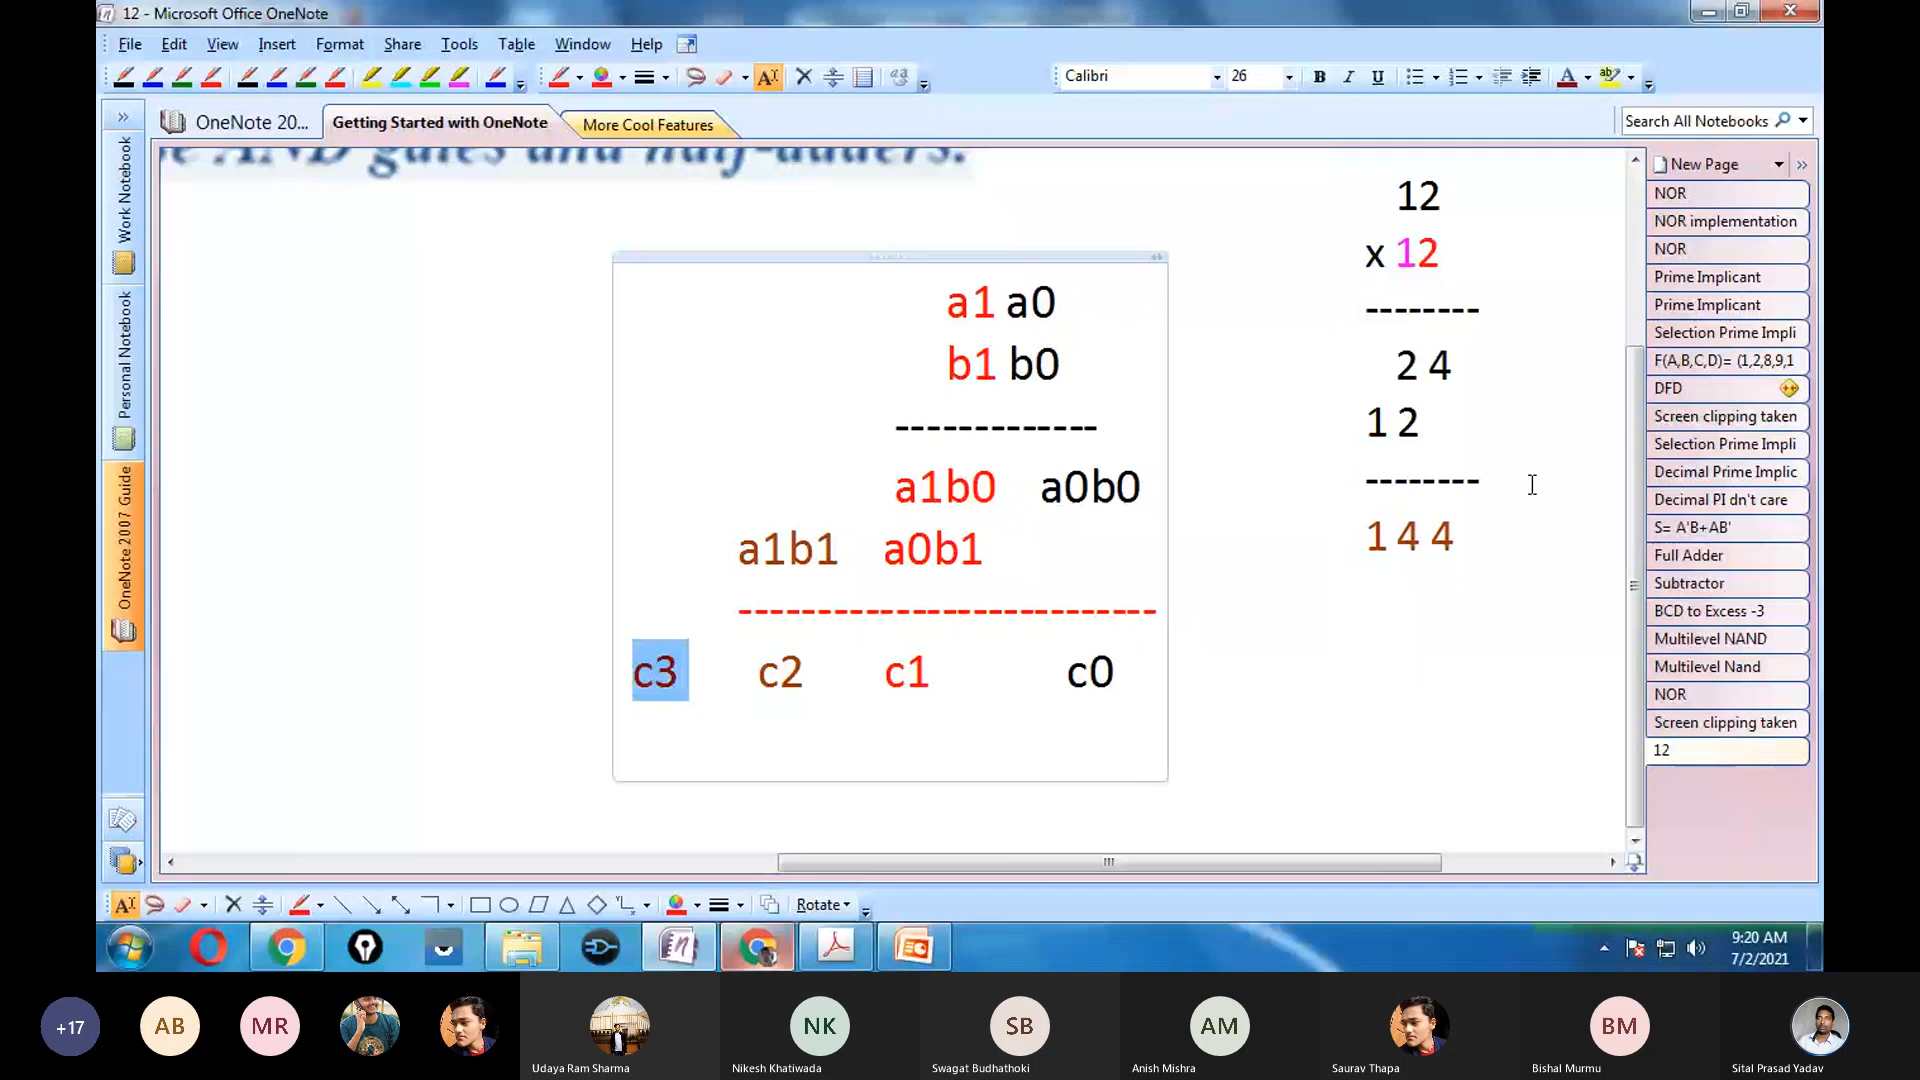 12 - Microsoft Office OneNote
File Edit View Insert Format Share Tools Table Window Help
Calibri 26 B I U
OneNote 20... Getting Started with OneNote More Cool Features Search All Notebooks
Work Notebook
Personal Notebook
OneNote 2007 Guide
AND gates and half-adders.
a1 a0
b1 b0
-------------
a1b0 a0b0
a1b1 a0b1
--------------------------
c3 c2 c1 c0
12
x 12
--------
2 4
1 2
--------
1 4 4
New Page
NOR
NOR implementation
NOR
Prime Implicant
Prime Implicant
Selection Prime Impli
F(A,B,C,D)= (1,2,8,9,1
DFD
Screen clipping taken
Selection Prime Impli
Decimal Prime Implic
Decimal PI dn't care
S= A'B+AB'
Full Adder
Subtractor
BCD to Excess -3
Multilevel NAND
Multilevel Nand
NOR
Screen clipping taken
12
Rotate
9:20 AM
7/2/2021
+17 AB MR NK SB AM BM
Udaya Ram Sharma Nikesh Khatiwada Swagat Budhathoki Anish Mishra Saurav Thapa Bishal Murmu Sital Prasad Yadav